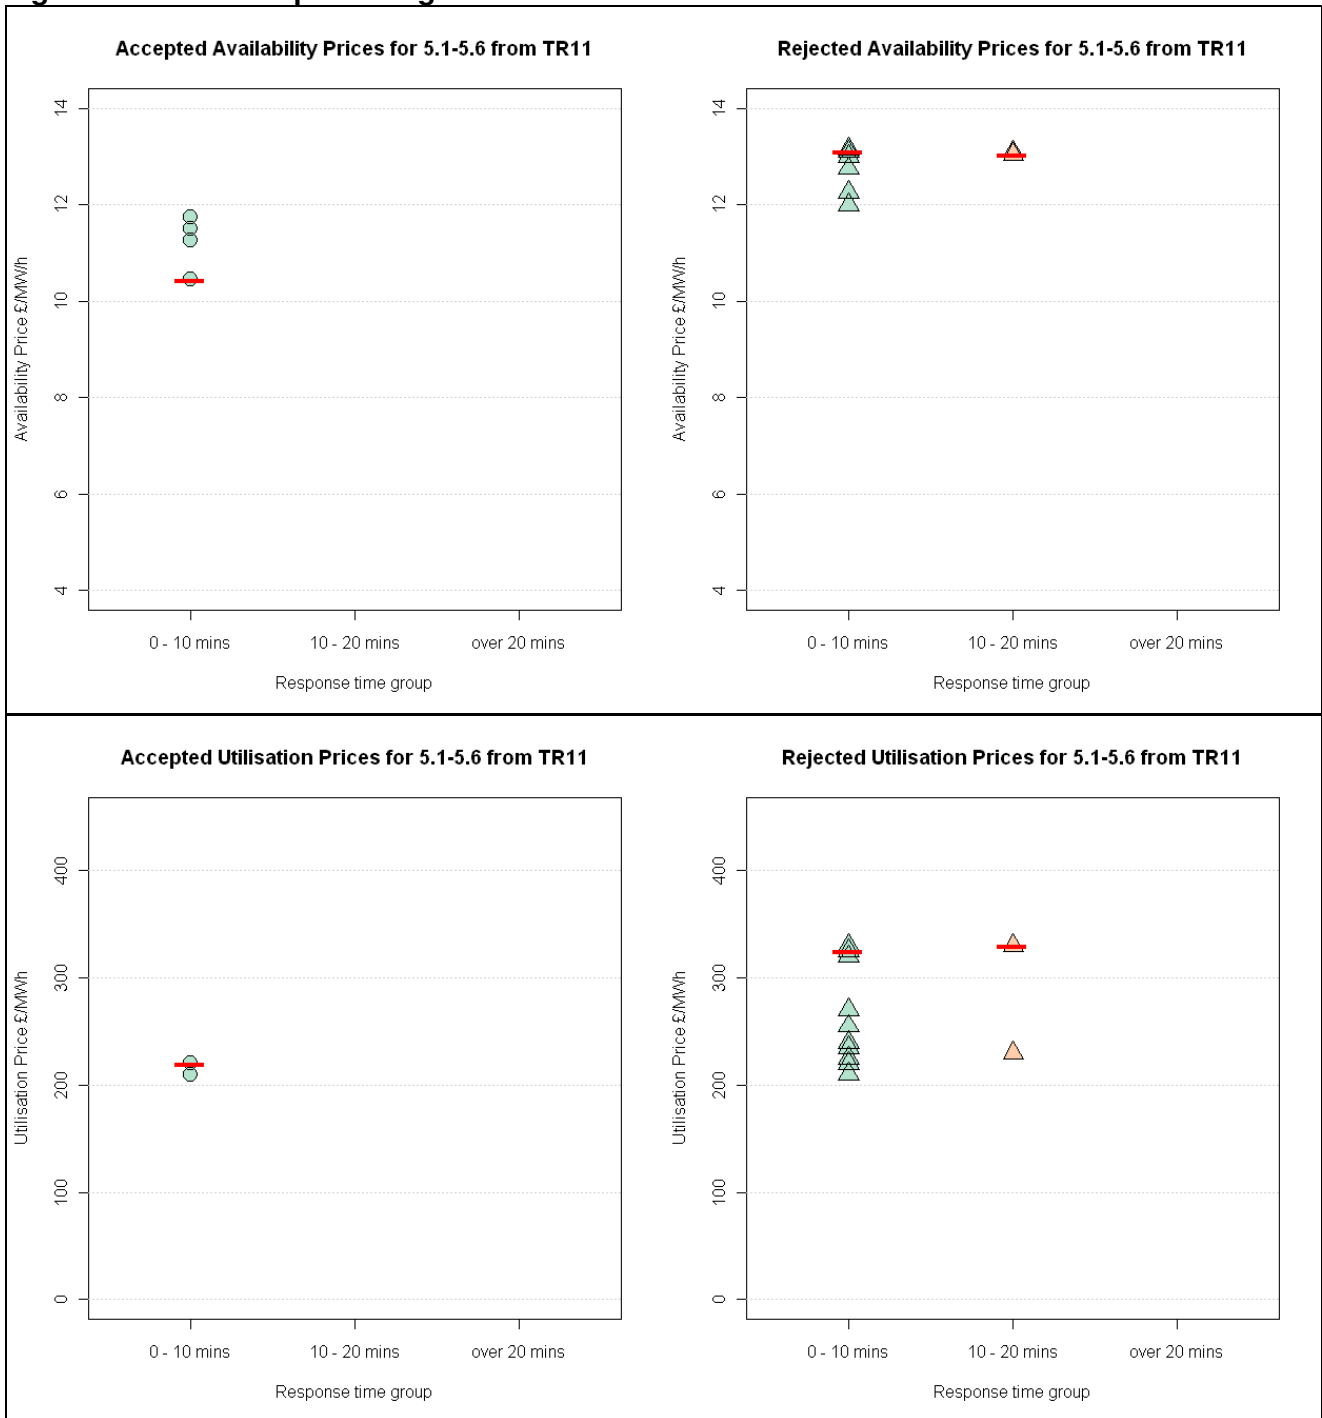 Accepted Availability Prices for 5.1-5.6 from TR11
Availability Price £/MW/h
14
12
10
8
6
4
0 - 10 mins
10 - 20 mins
over 20 mins
Response time group
Rejected Availability Prices for 5.1-5.6 from TR11
Availability Price £/MW/h
14
12
10
8
6
4
0 - 10 mins
10 - 20 mins
over 20 mins
Response time group
Accepted Utilisation Prices for 5.1-5.6 from TR11
Utilisation Price £/MWh
400
300
200
100
0
0 - 10 mins
10 - 20 mins
over 20 mins
Response time group
Rejected Utilisation Prices for 5.1-5.6 from TR11
Utilisation Price £/MWh
400
300
200
100
0
0 - 10 mins
10 - 20 mins
over 20 mins
Response time group